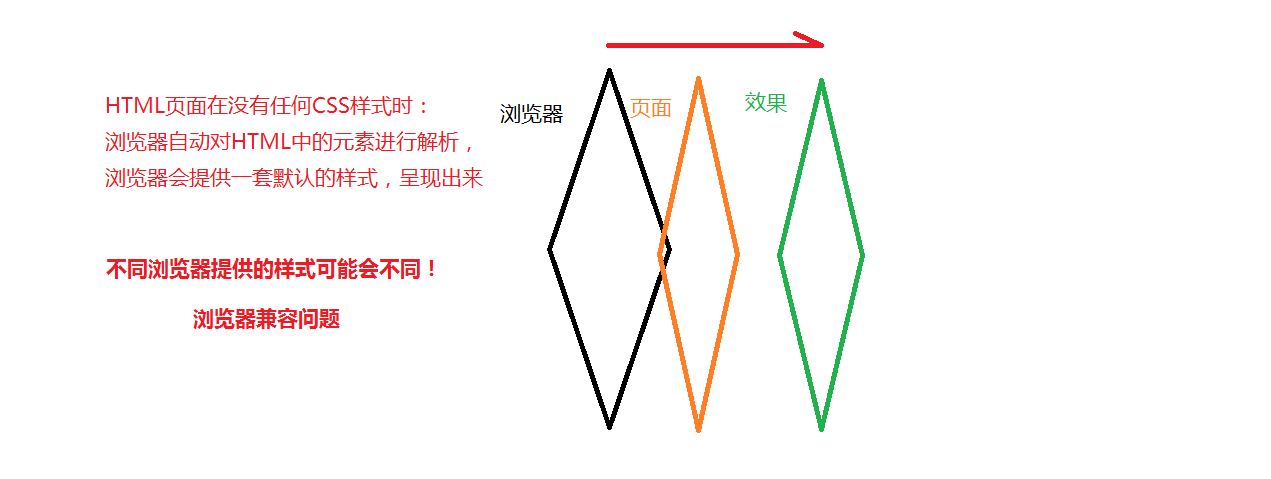 HTML页面在没有任何CSS样式时：
浏览器自动对HTML中的元素进行解析，
浏览器会提供一套默认的样式，呈现出来
不同浏览器提供的样式可能会不同！
浏览器兼容问题
浏览器
页面
效果